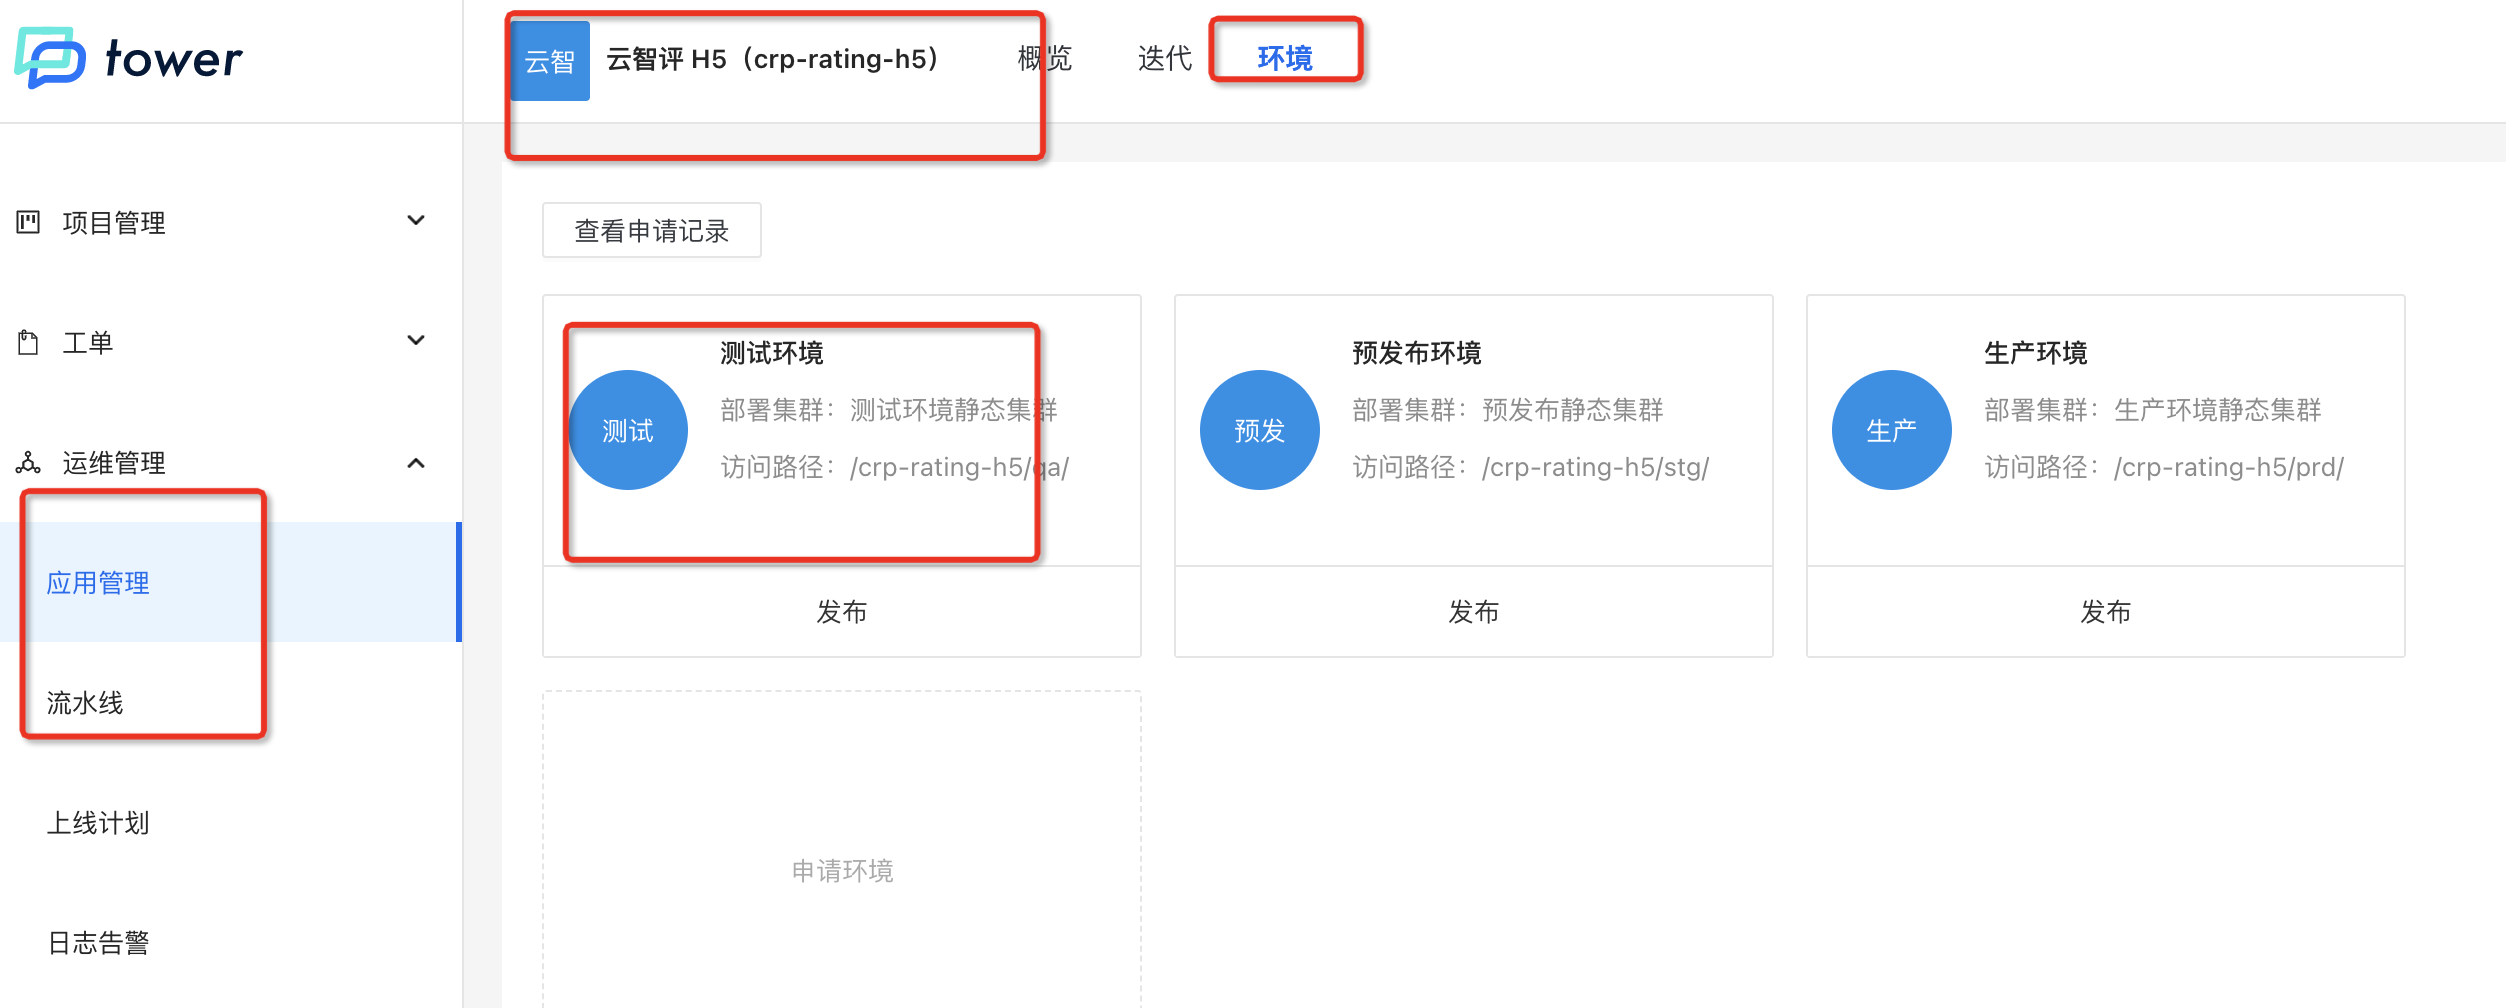 tower
云智
云智评 H5（crp-rating-h5）
概览
迭代
环境
项目管理
工单
运维管理
应用管理
流水线
上线计划
日志告警
查看申请记录
测试
测试环境
部署集群：测试环境静态集群
访问路径：/crp-rating-h5/qa/
发布
预发
预发布环境
部署集群：预发布静态集群
访问路径：/crp-rating-h5/stg/
发布
生产
生产环境
部署集群：生产环境静态集群
访问路径：/crp-rating-h5/prd/
发布
申请环境